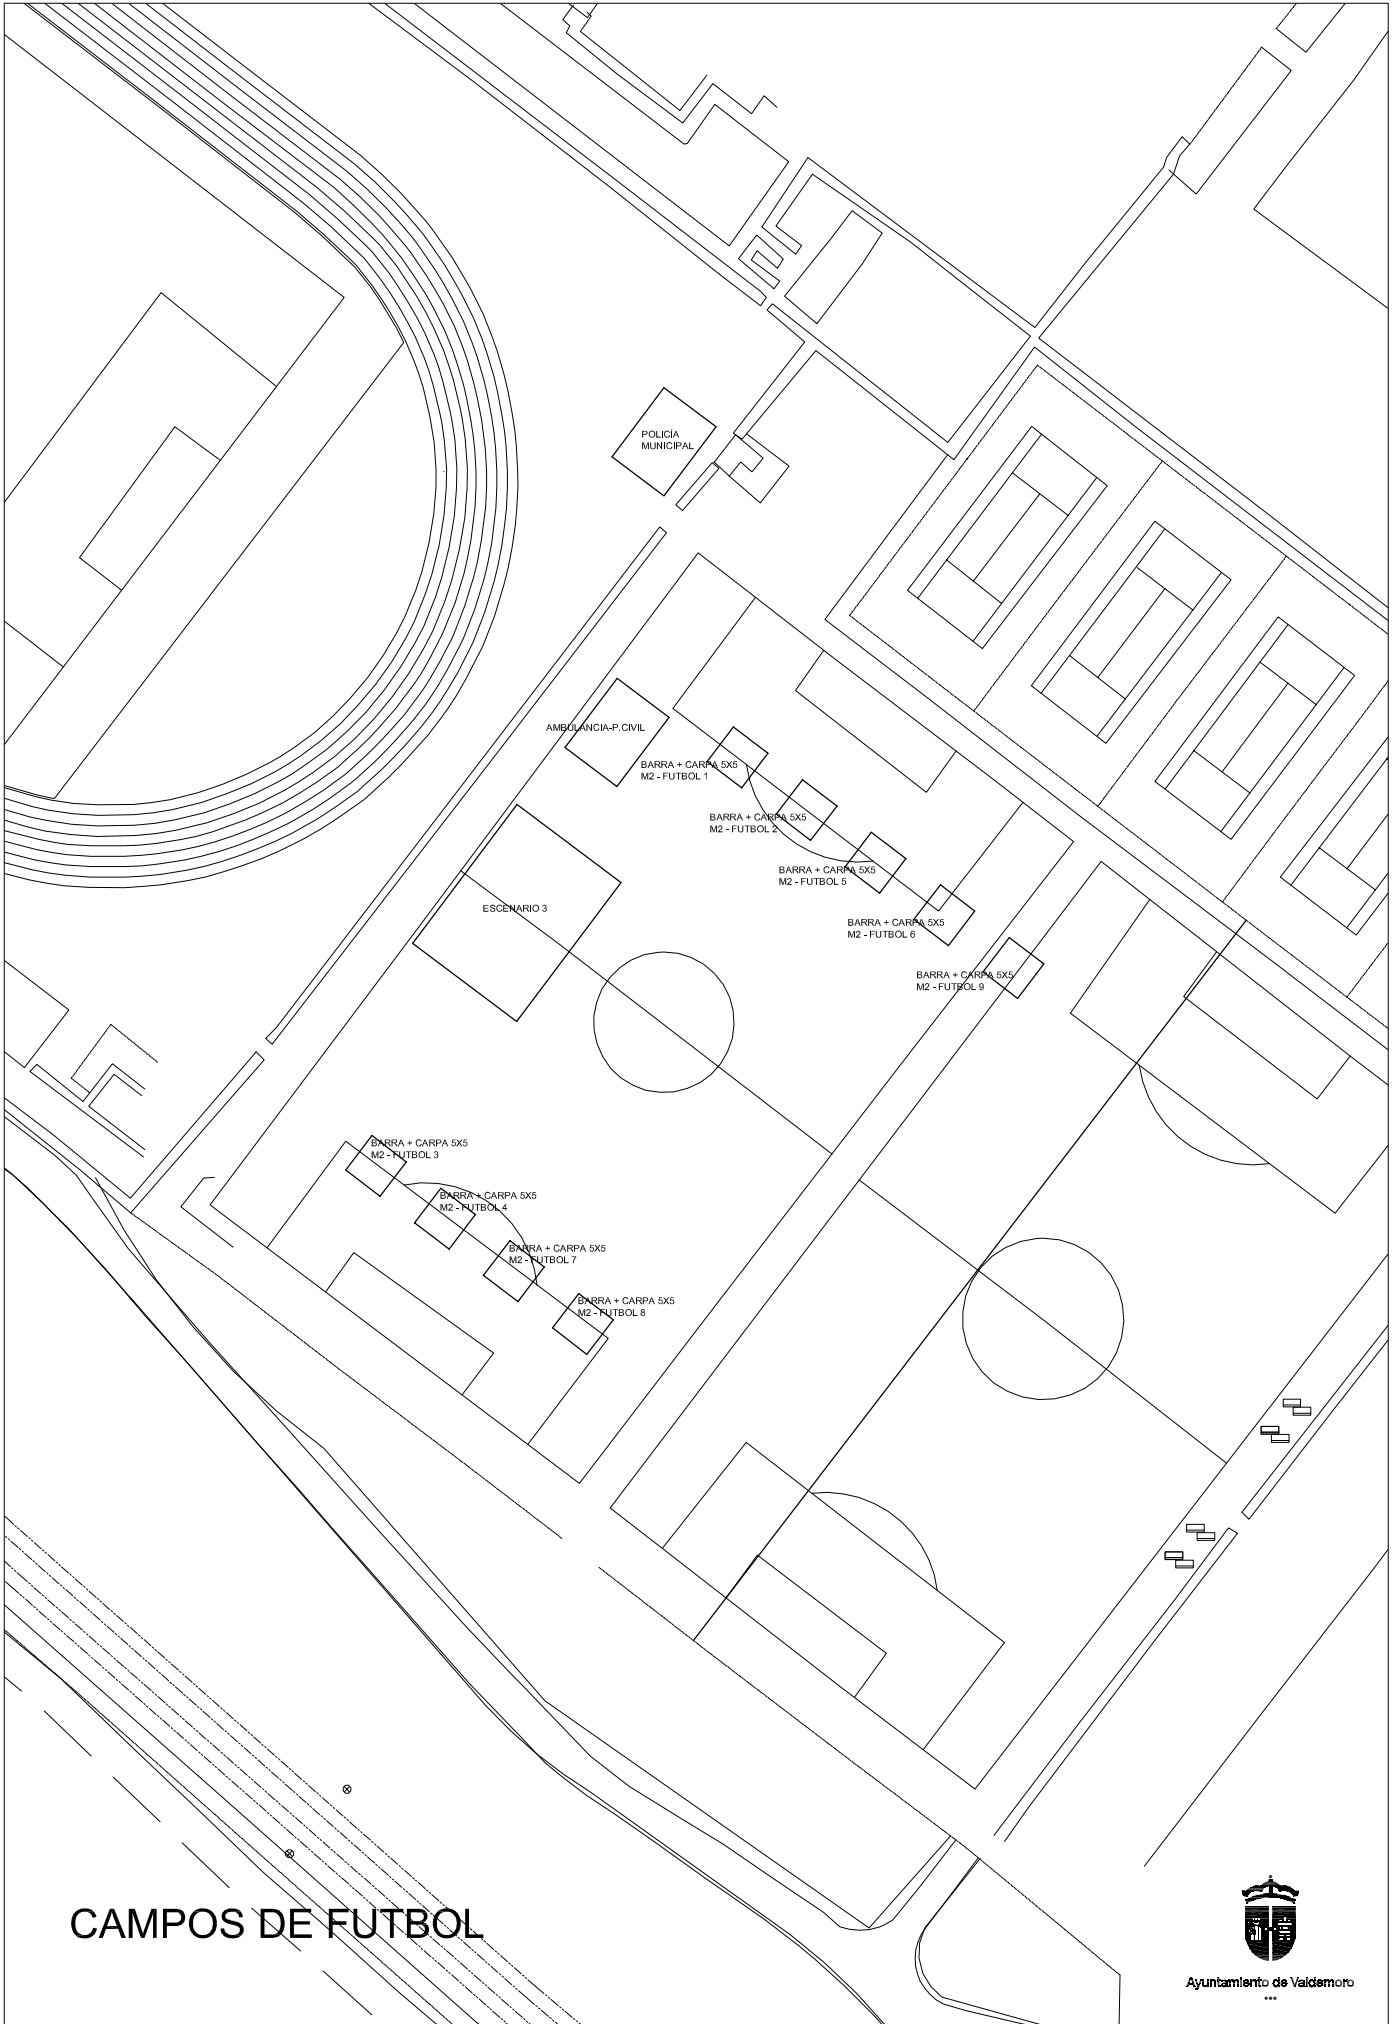 POLICÍA
MUNICIPAL
AMBULANCIA-P.CIVIL
BARRA + CARPA 5X5
M2 - FUTBOL 1
BARRA + CARPA 5X5
M2 - FUTBOL 2
BARRA + CARPA 5X5
M2 - FUTBOL 5
ESCENARIO 3
BARRA + CARPA 5X5
M2 - FUTBOL 6
BARRA + CARPA 5X5
M2 - FUTBOL 9
BARRA + CARPA 5X5
M2 - FUTBOL 3
BARRA + CARPA 5X5
M2 - FUTBOL 4
BARRA + CARPA 5X5
M2 - FUTBOL 7
BARRA + CARPA 5X5
M2 - FUTBOL 8
CAMPOS DE FUTBOL
Ayuntamiento de Valdemoro